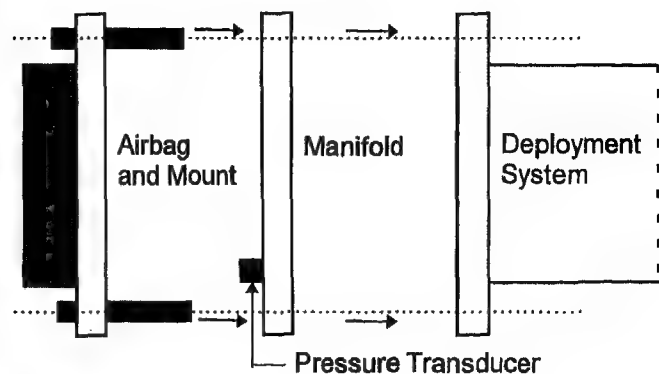 Airbag
and Mount
Manifold
Deployment
System
Pressure Transducer